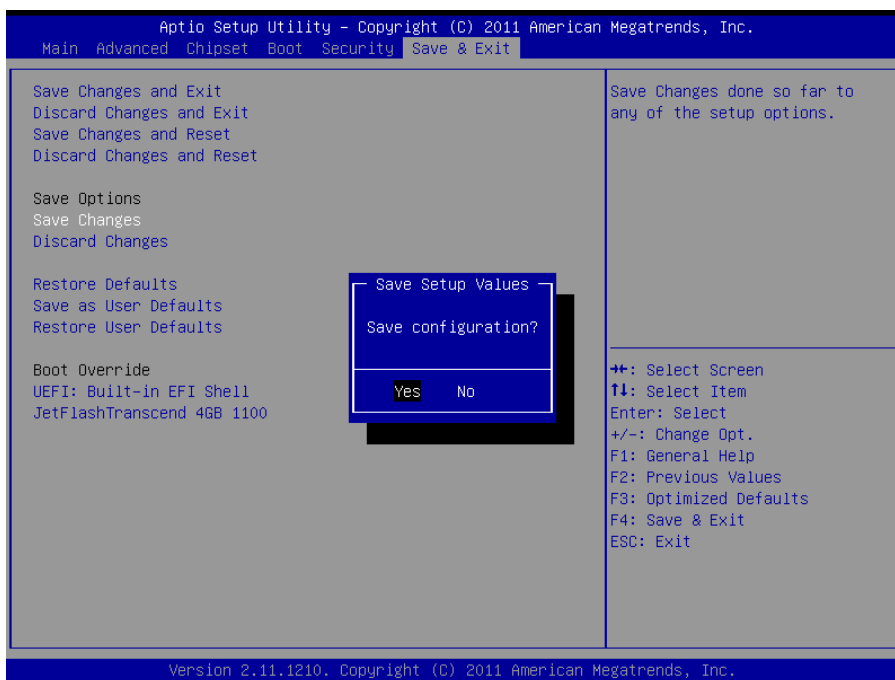 Aptio Setup Utility – Copyright (C) 2011 American Megatrends, Inc.
Main Advanced Chipset Boot Security Save & Exit
Save Changes and Exit
Discard Changes and Exit
Save Changes and Reset
Discard Changes and Reset
Save Options
Save Changes
Discard Changes
Restore Defaults
Save as User Defaults
Restore User Defaults
Boot Override
UEFI: Built-in EFI Shell
JetFlashTranscend 4GB 1100
Save Setup Values
Save configuration?
Yes No
Save Changes done so far to
any of the setup options.
→←: Select Screen
↑↓: Select Item
Enter: Select
+/-: Change Opt.
F1: General Help
F2: Previous Values
F3: Optimized Defaults
F4: Save & Exit
ESC: Exit
Version 2.11.1210. Copyright (C) 2011 American Megatrends, Inc.